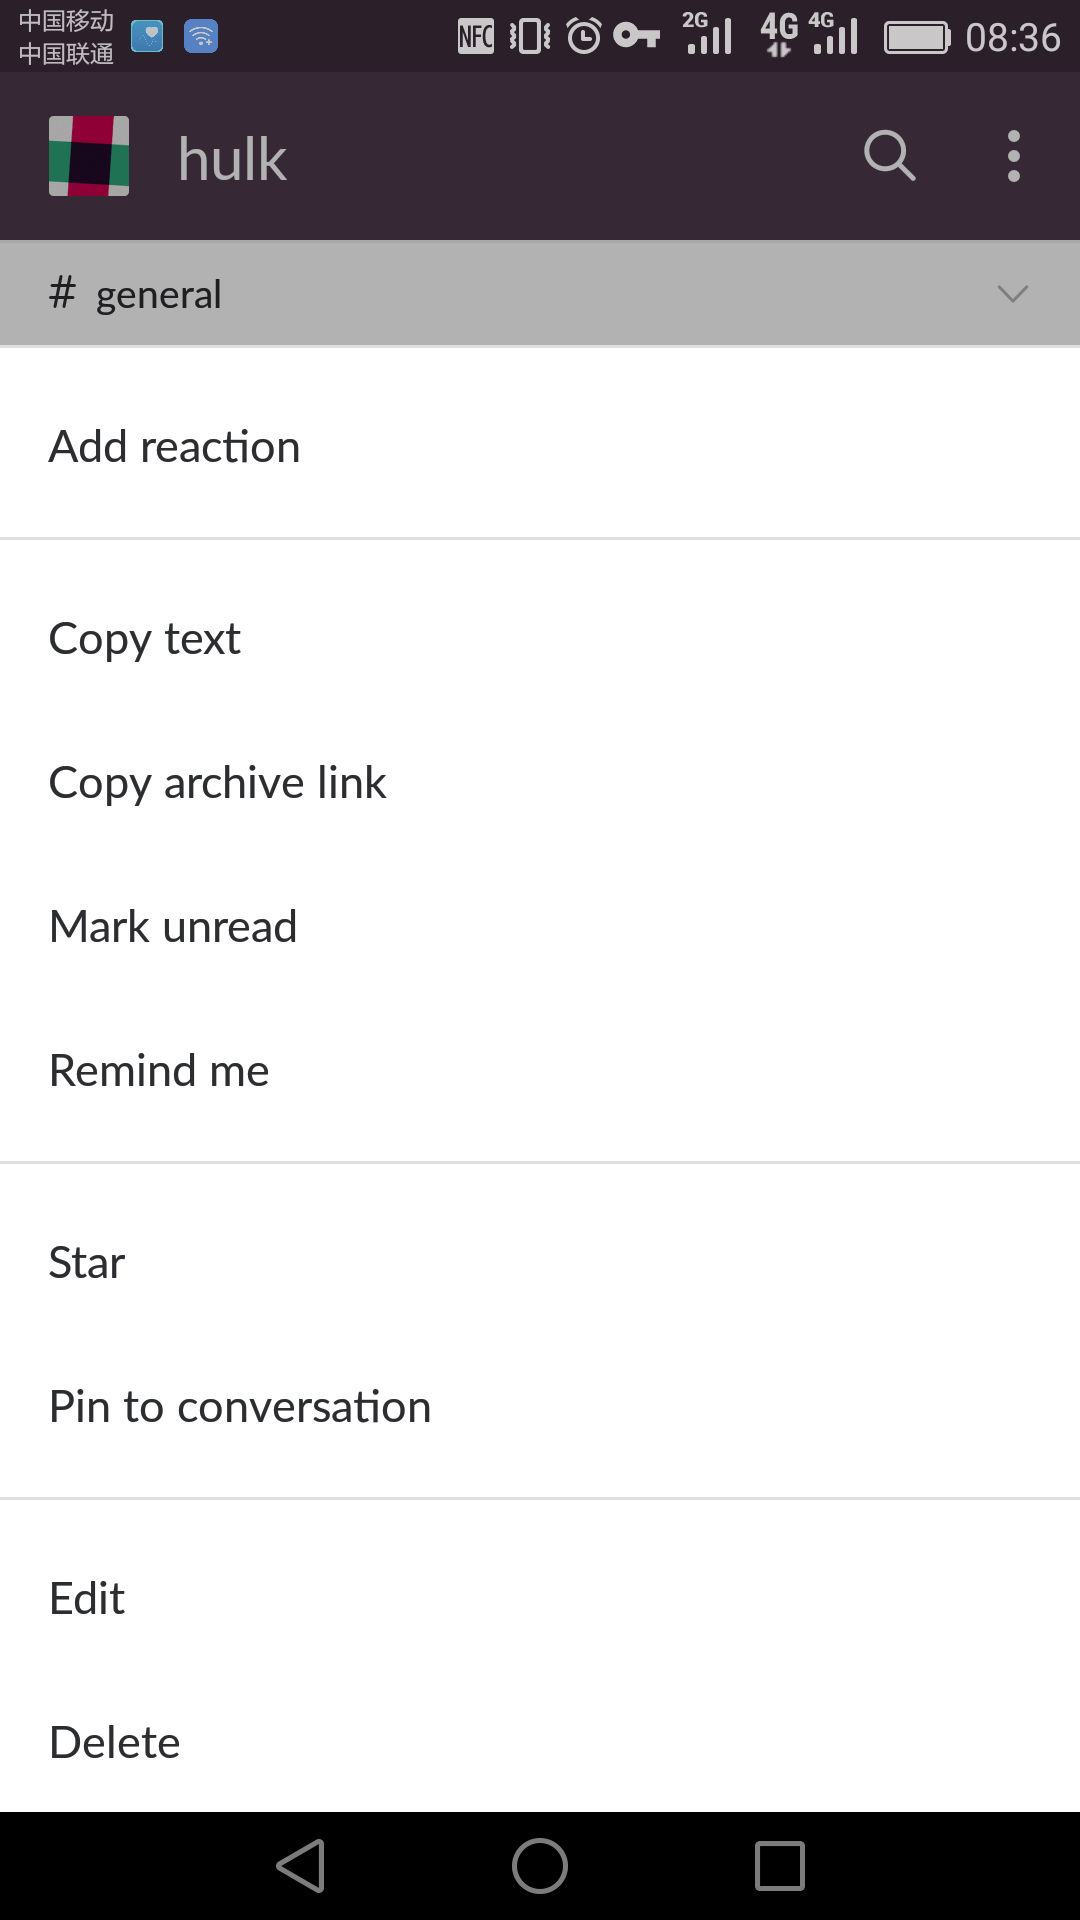 中国移动
中国联通
NFC 2G 4G 4G 08:36
hulk
# general
Add reaction
Copy text
Copy archive link
Mark unread
Remind me
Star
Pin to conversation
Edit
Delete